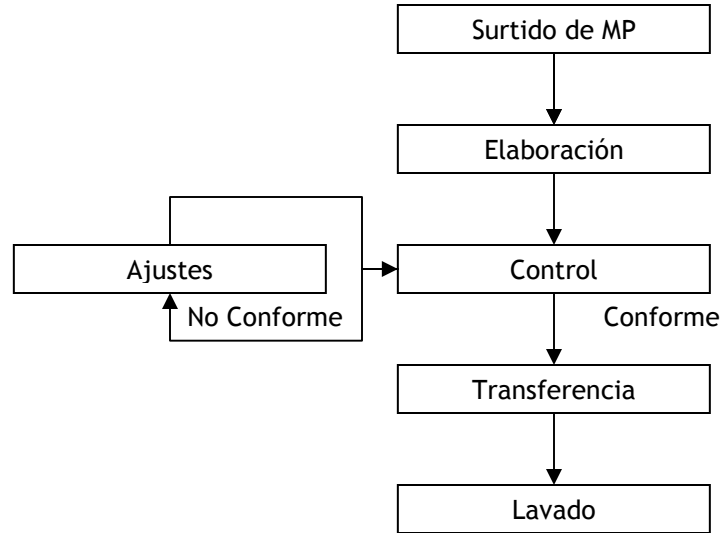 Surtido de MP
Elaboración
Ajustes
Control
No Conforme
Conforme
Transferencia
Lavado